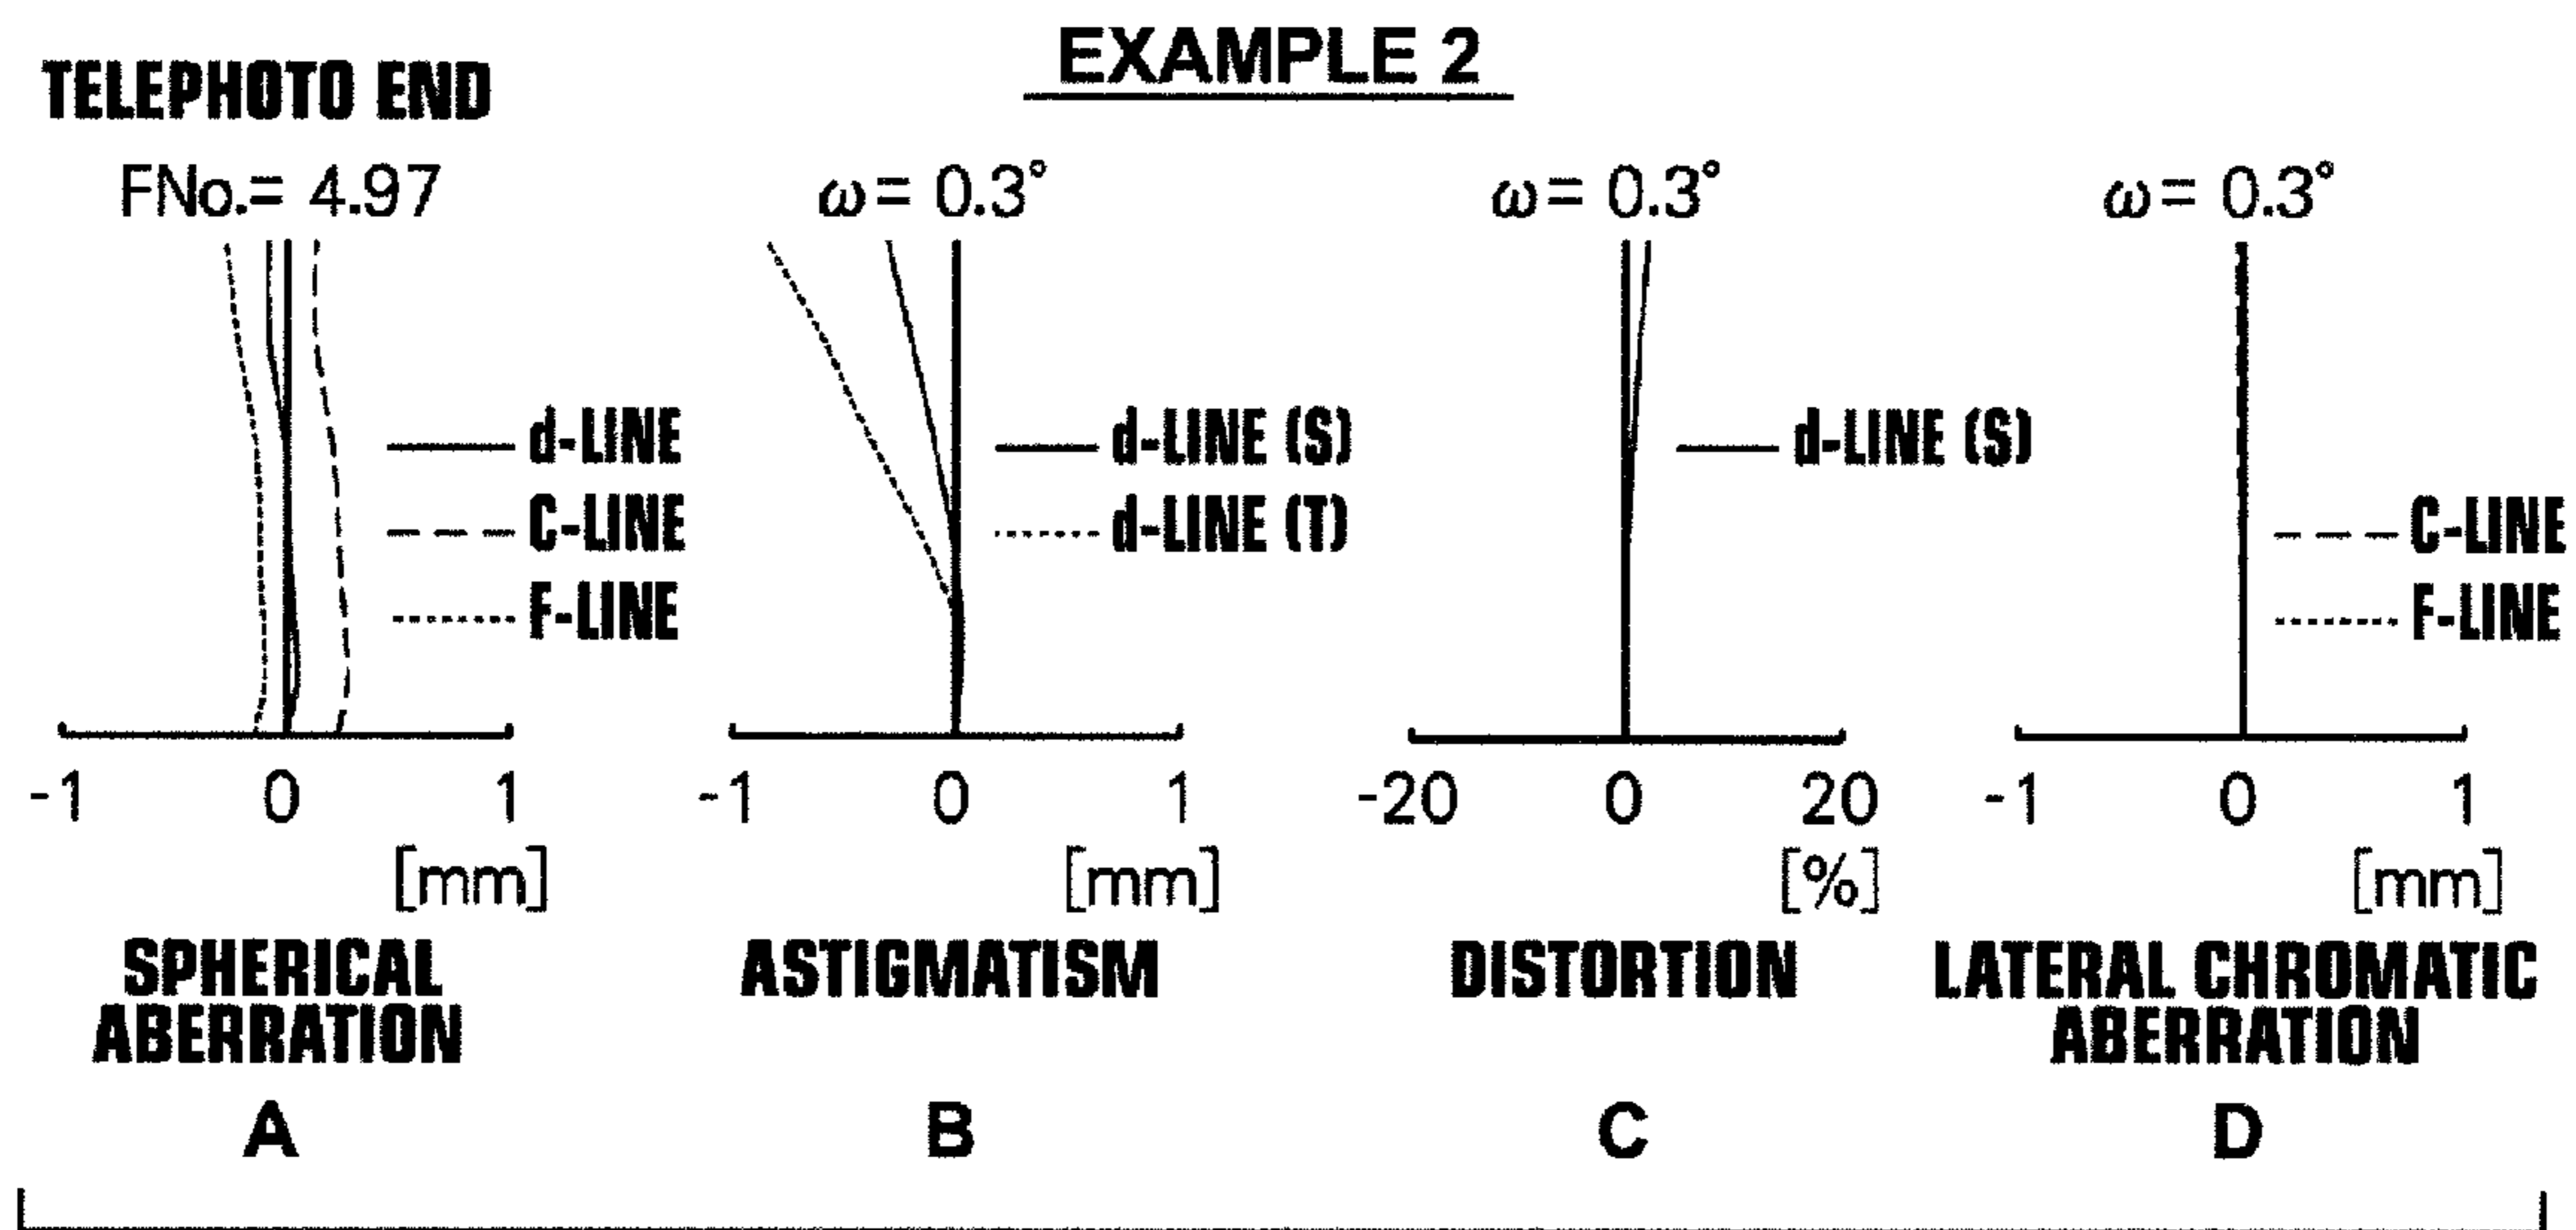 EXAMPLE 2
TELEPHOTO END
FNo.= 4.97
d-LINE
C-LINE
F-LINE
-1 0 1
[mm]
SPHERICAL
ABERRATION
A
ω= 0.3°
d-LINE (S)
d-LINE (T)
-1 0 1
[mm]
ASTIGMATISM
B
ω= 0.3°
d-LINE (S)
-20 0 20
[%]
DISTORTION
C
ω= 0.3°
C-LINE
F-LINE
-1 0 1
[mm]
LATERAL CHROMATIC
ABERRATION
D